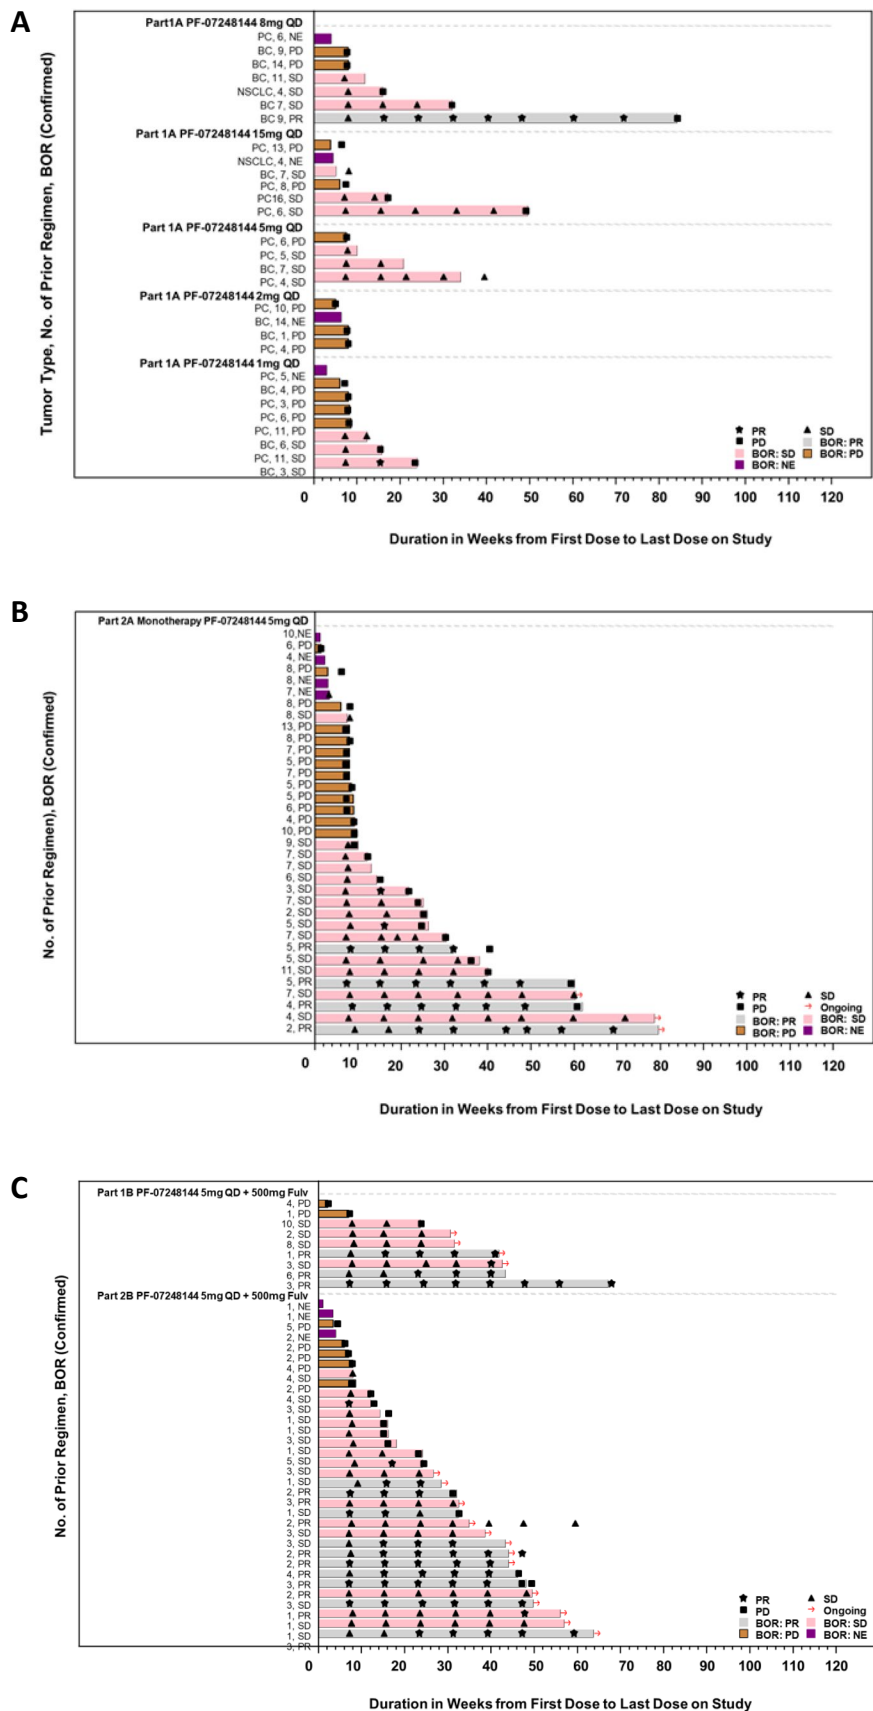 A
Tumor Type, No. of Prior Regimen, BOR (Confirmed)
Part1A PF-07248144 8mg QD
PC, 6, NE
BC, 9, PD
BC, 14, PD
BC, 11, SD
NSCLC, 4, SD
BC 7, SD
BC 9, PR
Part 1A PF-07248144 15mg QD
PC, 13, PD
NSCLC, 4, NE
BC, 7, SD
PC, 8, PD
PC16, SD
PC, 6, SD
Part 1A PF-07248144 5mg QD
PC, 6, PD
PC, 5, SD
BC, 7, SD
PC, 4, SD
Part 1A PF-07248144 2mg QD
PC, 10, PD
BC, 14, NE
BC, 1, PD
PC, 4, PD
Part 1A PF-07248144 1mg QD
PC, 5, NE
BC, 4, PD
PC, 3, PD
PC, 6, PD
PC, 11, PD
BC, 6, SD
PC, 11, SD
BC, 3, SD
PR SD
PD BOR: PR
BOR: SD BOR: PD
BOR: NE
0 10 20 30 40 50 60 70 80 90 100 110 120
Duration in Weeks from First Dose to Last Dose on Study
B
No. of Prior Regimen), BOR (Confirmed)
Part 2A Monotherapy PF-07248144 5mg QD
10,NE
6, PD
4, NE
8, PD
8, NE
7, NE
8, PD
8, SD
13, PD
8, PD
7, PD
5, PD
7, PD
5, PD
5, PD
6, PD
4, PD
10, PD
9, SD
7, SD
7, SD
6, SD
3, SD
7, SD
2, SD
5, SD
7, SD
5, PR
5, SD
11, SD
5, PR
7, SD
4, PR
4, SD
2, PR
PR SD
PD Ongoing
BOR: PR BOR: SD
BOR: PD BOR: NE
0 10 20 30 40 50 60 70 80 90 100 110 120
Duration in Weeks from First Dose to Last Dose on Study
C
No. of Prior Regimen, BOR (Confirmed)
Part 1B PF-07248144 5mg QD + 500mg Fulv
4, PD
1, PD
10, SD
2, SD
8, SD
1, PR
3, SD
6, PR
3, PR
Part 2B PF-07248144 5mg QD + 500mg Fulv
1, NE
1, NE
5, PD
2, NE
2, PD
2, PD
4, PD
4, SD
2, PD
4, SD
3, SD
1, SD
1, SD
3, SD
1, SD
5, SD
3, SD
1, SD
2, PR
3, PR
1, SD
2, PR
3, SD
3, SD
2, PR
2, PR
4, PR
3, PR
2, PR
3, SD
1, PR
1, SD
1, SD
3, PR
PR SD
PD Ongoing
BOR: PR BOR: SD
BOR: PD BOR: NE
0 10 20 30 40 50 60 70 80 90 100 110 120
Duration in Weeks from First Dose to Last Dose on Study